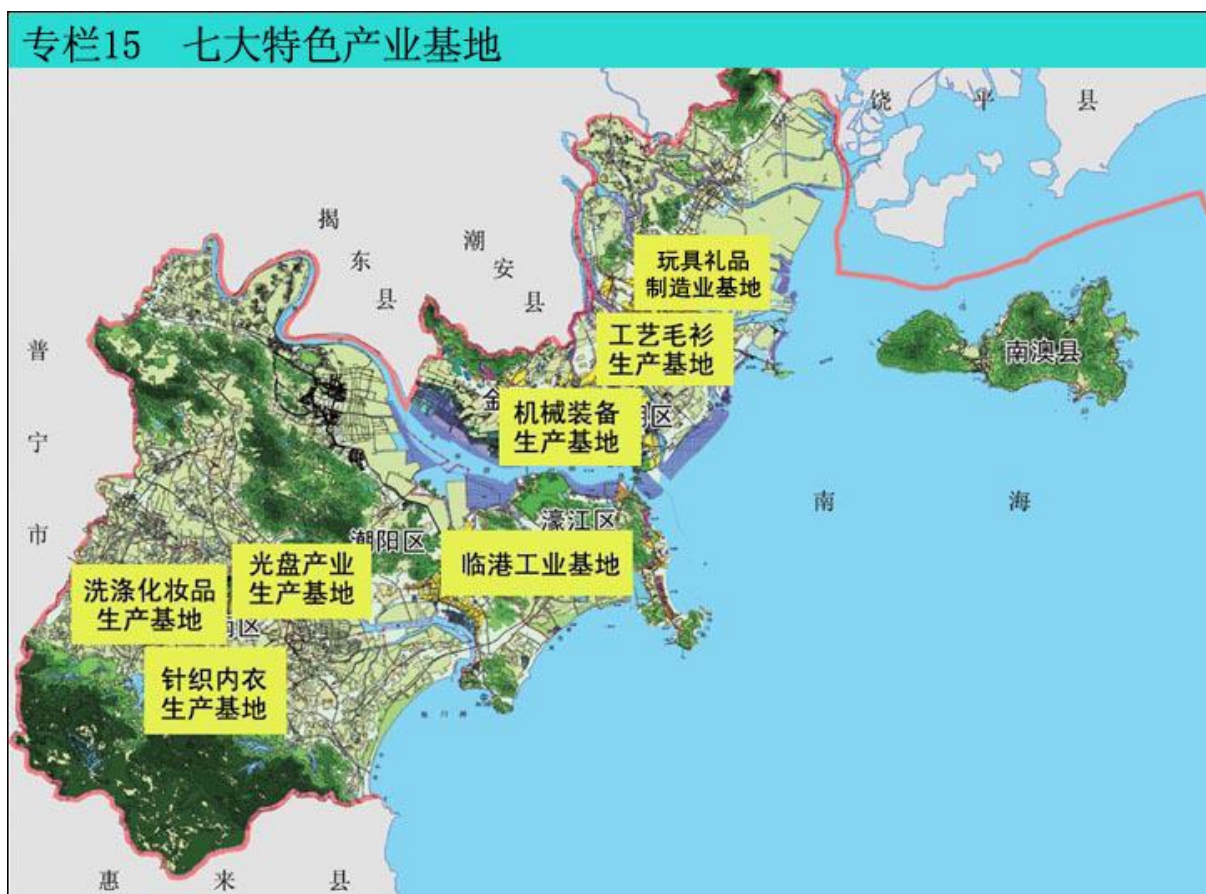 专栏15 七大特色产业基地
饶平县
揭东县
潮安县
玩具礼品
制造业基地
工艺毛衫
生产基地
南澳县
普宁市
金
机械装备
生产基地
区
南海
濠江区
潮阳区
临港工业基地
光盘产业
生产基地
洗涤化妆品
生产基地
南区
针织内衣
生产基地
惠来县